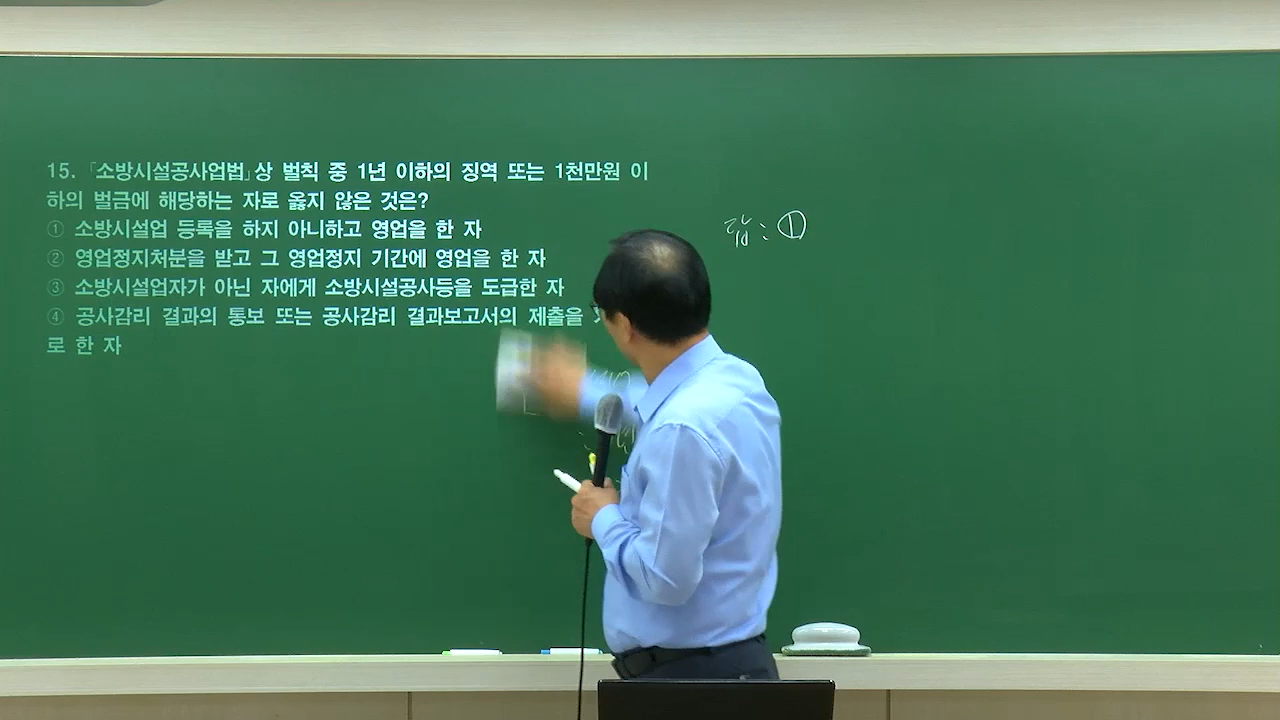 15. 「소방시설공사업법」상 벌칙 중 1년 이하의 징역 또는 1천만원 이
하의 벌금에 해당하는 자로 옳지 않은 것은?
① 소방시설업 등록을 하지 아니하고 영업을 한 자
② 영업정지처분을 받고 그 영업정지 기간에 영업을 한 자
③ 소방시설업자가 아닌 자에게 소방시설공사등을 도급한 자
④ 공사감리 결과의 통보 또는 공사감리 결과보고서의 제출을
로 한 자
답: ①